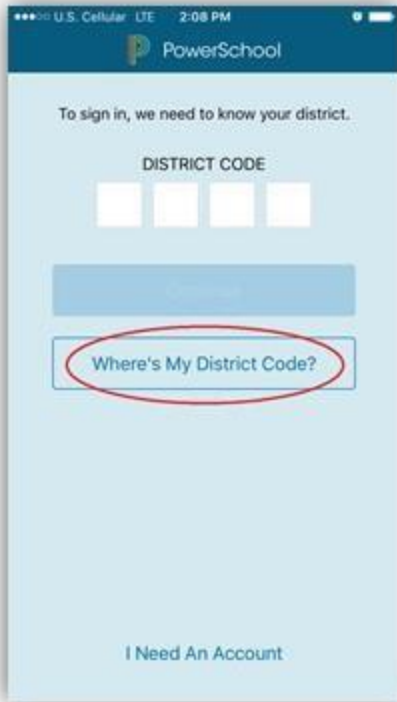 U.S. Cellular LTE 2:08 PM
PowerSchool
To sign in, we need to know your district.
DISTRICT CODE
Where's My District Code?
I Need An Account